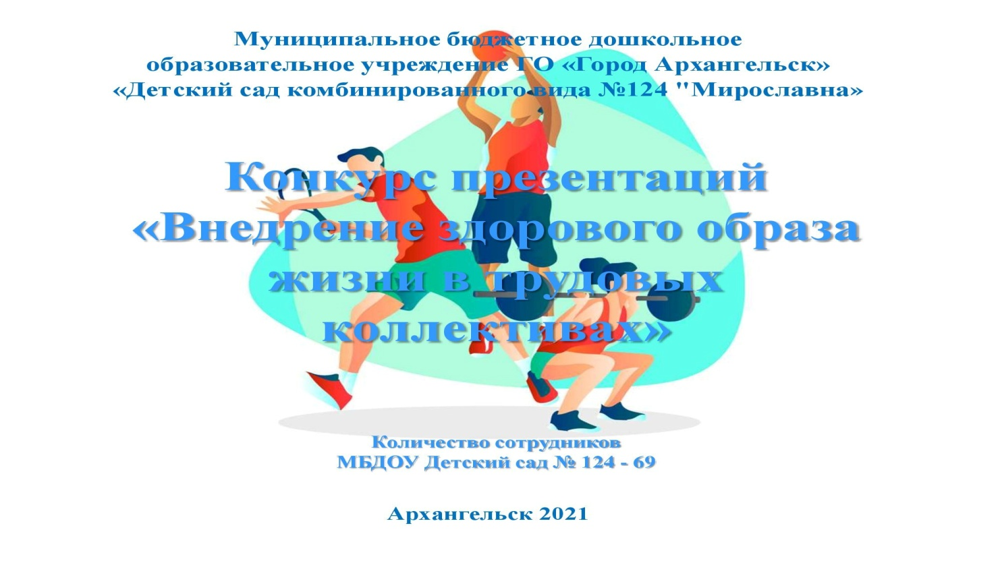 Муниципальное бюджетное дошкольное
образовательное учреждение ГО «Город Архангельск»
«Детский сад комбинированного вида №124 "Мирославна»
Конкурс презентаций
«Внедрение здорового образа
жизни в трудовых
коллективах»
Количество сотрудников
МБДОУ Детский сад № 124 - 69
Архангельск 2021